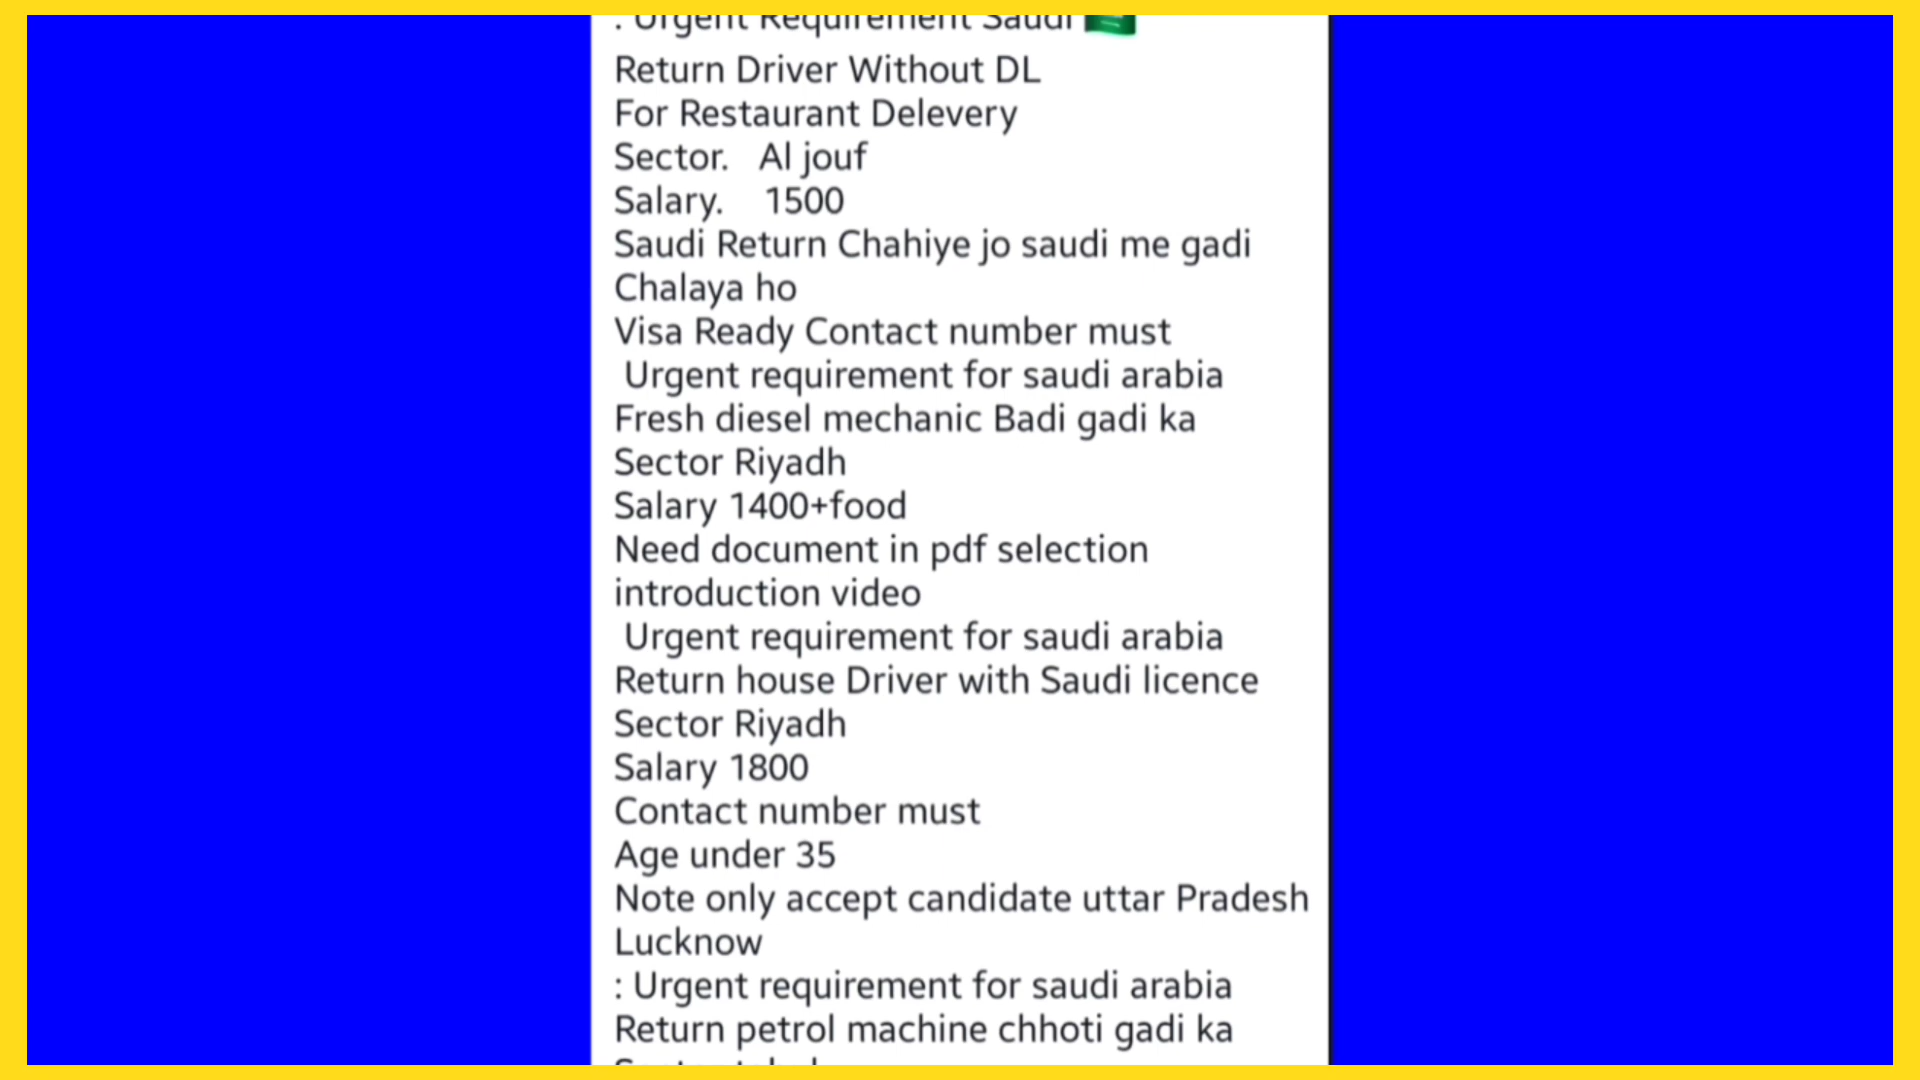 : Urgent Requirement Saudi
Return Driver Without DL
For Restaurant Delevery
Sector. Al jouf
Salary. 1500
Saudi Return Chahiye jo saudi me gadi
Chalaya ho
Visa Ready Contact number must
Urgent requirement for saudi arabia
Fresh diesel mechanic Badi gadi ka
Sector Riyadh
Salary 1400+food
Need document in pdf selection
introduction video
Urgent requirement for saudi arabia
Return house Driver with Saudi licence
Sector Riyadh
Salary 1800
Contact number must
Age under 35
Note only accept candidate uttar Pradesh
Lucknow
: Urgent requirement for saudi arabia
Return petrol machine chhoti gadi ka